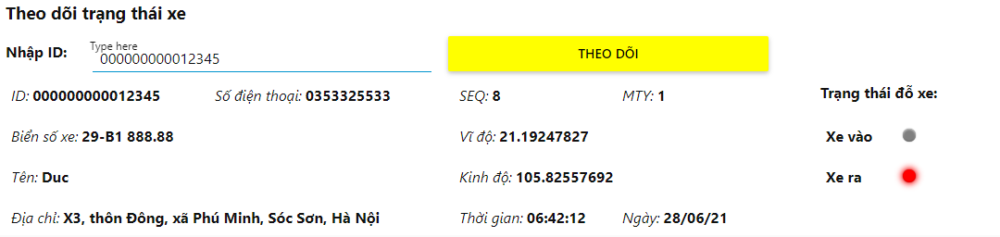 Theo dõi trạng thái xe
Type here
Nhập ID: 000000000012345 THEO DÕI
ID: 000000000012345 Số điện thoại: 0353325533 SEQ: 8 MTY: 1 Trạng thái đỗ xe:
Biển số xe: 29-B1 888.88 Vĩ độ: 21.19247827 Xe vào
Tên: Duc Kinh độ: 105.82557692 Xe ra
Địa chỉ: X3, thôn Đông, xã Phú Minh, Sóc Sơn, Hà Nội Thời gian: 06:42:12 Ngày: 28/06/21